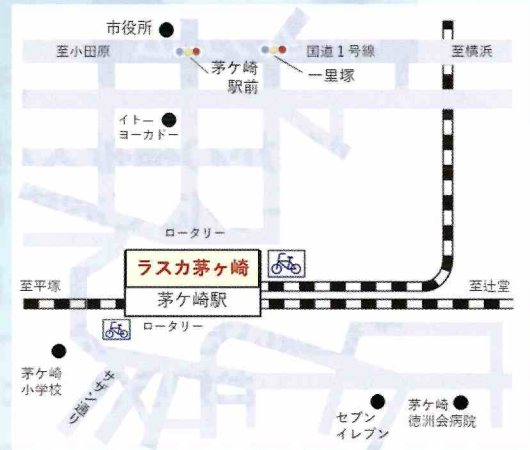 市役所
至小田原
国道1号線
至横浜
茅ケ崎
駅前
一里塚
イトー
ヨーカドー
ロータリー
ラスカ茅ヶ崎
茅ケ崎駅
至平塚
至辻堂
ロータリー
茅ケ崎
小学校
サザン通り
セブン
イレブン
茅ケ崎
徳洲会病院